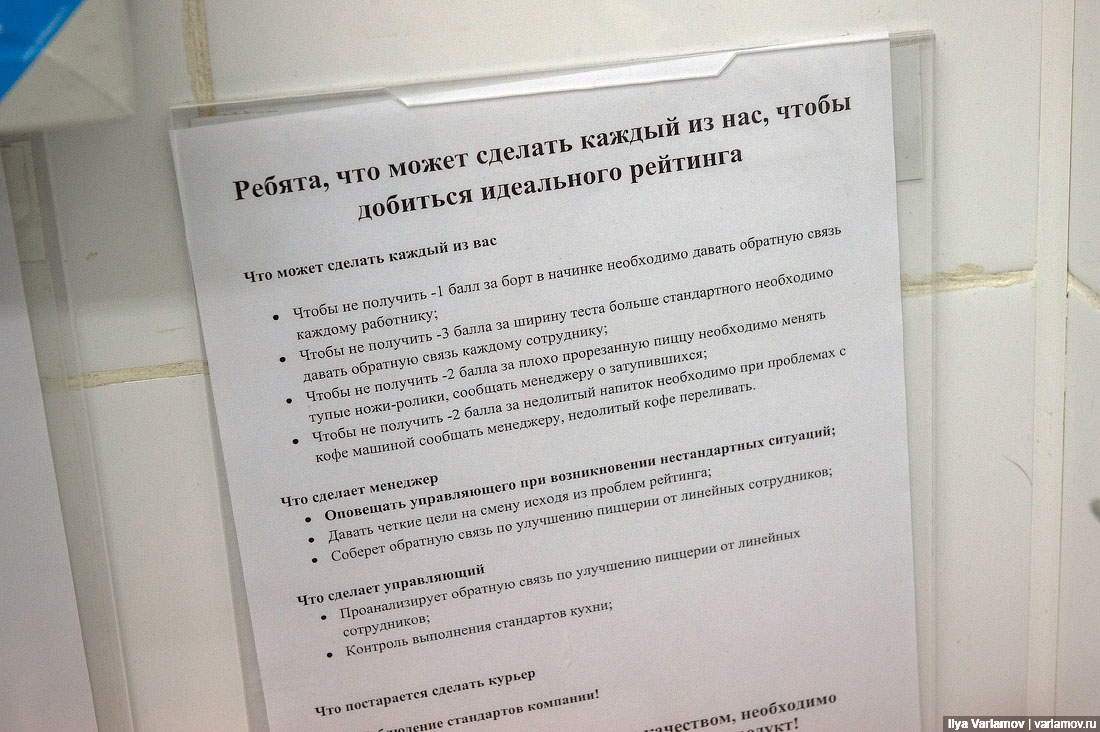 Ребята, что может сделать каждый из нас, чтобы
добиться идеального рейтинга
Что может сделать каждый из вас
• Чтобы не получить -1 балл за борт в начинке необходимо давать обратную связь
каждому работнику;
• Чтобы не получить -3 балла за ширину теста больше стандартного необходимо
давать обратную связь каждому сотруднику;
• Чтобы не получить -2 балла за плохо прорезанную пиццу необходимо менять
тупые ножи-ролики, сообщать менеджеру о затупившихся;
• Чтобы не получить -2 балла за недолитый напиток необходимо при проблемах с
кофе машиной сообщать менеджеру, недолитый кофе переливать.
Что сделает менеджер
• Оповещать управляющего при возникновении нестандартных ситуаций;
• Давать четкие цели на смену исходя из проблем рейтинга;
• Соберет обратную связь по улучшению пиццерии от линейных сотрудников;
Что сделает управляющий
• Проанализирует обратную связь по улучшению пиццерии от линейных
сотрудников;
• Контроль выполнения стандартов кухни;
Что постарается сделать курьер
стандартов компании!
качеством, необходимо
Ilya Varlamov | varlamov.ru